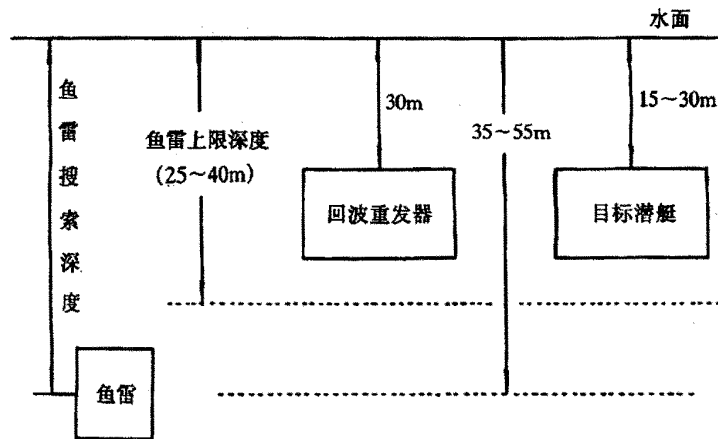 水面
鱼雷搜索深度
鱼雷上限深度
(25～40m)
30m
35～55m
15～30m
回波重发器
目标潜艇
鱼雷